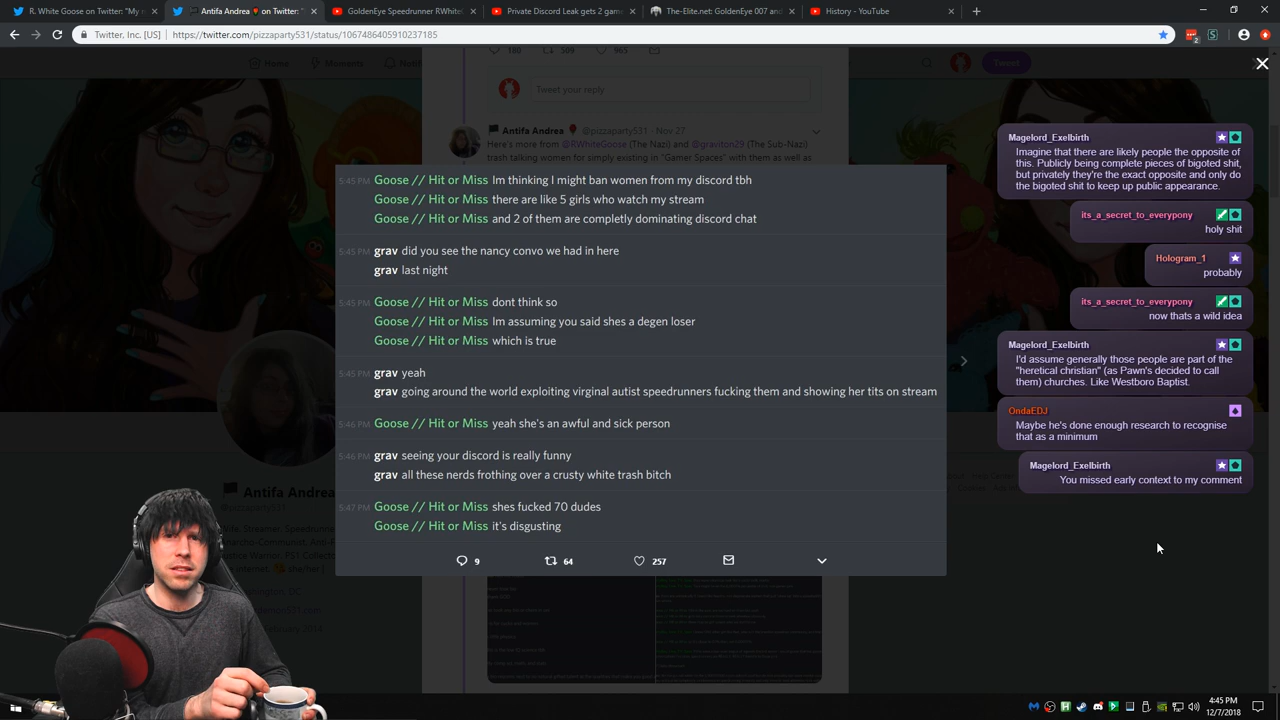 R. White Goose on Twitter: "My n
Antifa Andrea on Twitter: "
GoldenEye Speedrunner RWhite
Private Discord Leak gets 2 game
The-Elite.net: GoldenEye 007 and
History - YouTube
Twitter, Inc. [US] https://twitter.com/pizzaparty531/status/1067486405910237185
Home Moments Notifi Tweet
180 509 965
Tweet your reply
Antifa Andrea @pizzaparty531 · Nov 27
Here's more from @RWhiteGoose (The Nazi) and @graviton29 (The Sub-Nazi)
trash talking women for simply existing in "Gamer Spaces" with them as well as
5:45 PM Goose // Hit or Miss Im thinking I might ban women from my discord tbh
Goose // Hit or Miss there are like 5 girls who watch my stream
Goose // Hit or Miss and 2 of them are completly dominating discord chat
5:45 PM grav did you see the nancy convo we had in here
grav last night
5:45 PM Goose // Hit or Miss dont think so
Goose // Hit or Miss Im assuming you said shes a degen loser
Goose // Hit or Miss which is true
5:45 PM grav yeah
grav going around the world exploiting virginal autist speedrunners fucking them and showing her tits on stream
5:46 PM Goose // Hit or Miss yeah she's an awful and sick person
5:46 PM grav seeing your discord is really funny
grav all these nerds frothing over a crusty white trash bitch
5:47 PM Goose // Hit or Miss shes fucked 70 dudes
Goose // Hit or Miss it's disgusting
9 64 257
Magelord_Exelbirth
Imagine that there are likely people the opposite
of this. Publicly being complete pieces of bigoted shit,
but privately they're the exact opposite and only do
the bigoted shit to keep up public appearance.
its_a_secret_to_everypony
holy shit
Hologram_1
probably
its_a_secret_to_everypony
now thats a wild idea
Magelord_Exelbirth
I'd assume generally those people are part of the
"heretical christian" (as Pawn's decided to call
them) churches. Like Westboro Baptist.
OndaEDJ
Maybe he's done enough research to recognise
that as a minimum
Magelord_Exelbirth
You missed early context to my comment
Antifa Andrea
@pizzaparty531
4:45 PM
12/7/2018